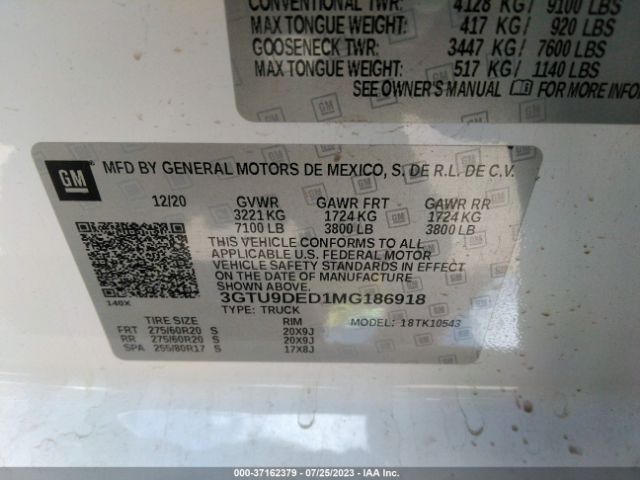 CONVENTIONAL TWR: 4128 KG/ 9100 LBS
MAX TONGUE WEIGHT: 417 KG/ 920 LBS
GOOSENECK TWR: 3447 KG/ 7600 LBS
MAX TONGUE WEIGHT: 517 KG/ 1140 LBS
SEE OWNER'S MANUAL FOR MORE INFO
GM
MFD BY GENERAL MOTORS DE MEXICO, S. DE R.L. DE C.V.
12/20 GVWR GAWR FRT GAWR RR
3221 KG 1724 KG 1724 KG
7100 LB 3800 LB 3800 LB
THIS VEHICLE CONFORMS TO ALL
APPLICABLE U.S. FEDERAL MOTOR
VEHICLE SAFETY STANDARDS IN EFFECT
ON THE DATE OF MANUFACTURE
SHOWN ABOVE.
3GTU9DED1MG186918
140X
TYPE: TRUCK MODEL: 18TK10543
TIRE SIZE RIM
FRT 275/60R20 S 20X9J
RR 275/60R20 S 20X9J
SPA 255/80R17 S 17X8J
000-37162379 / 07/25/2023 / IAA Inc.